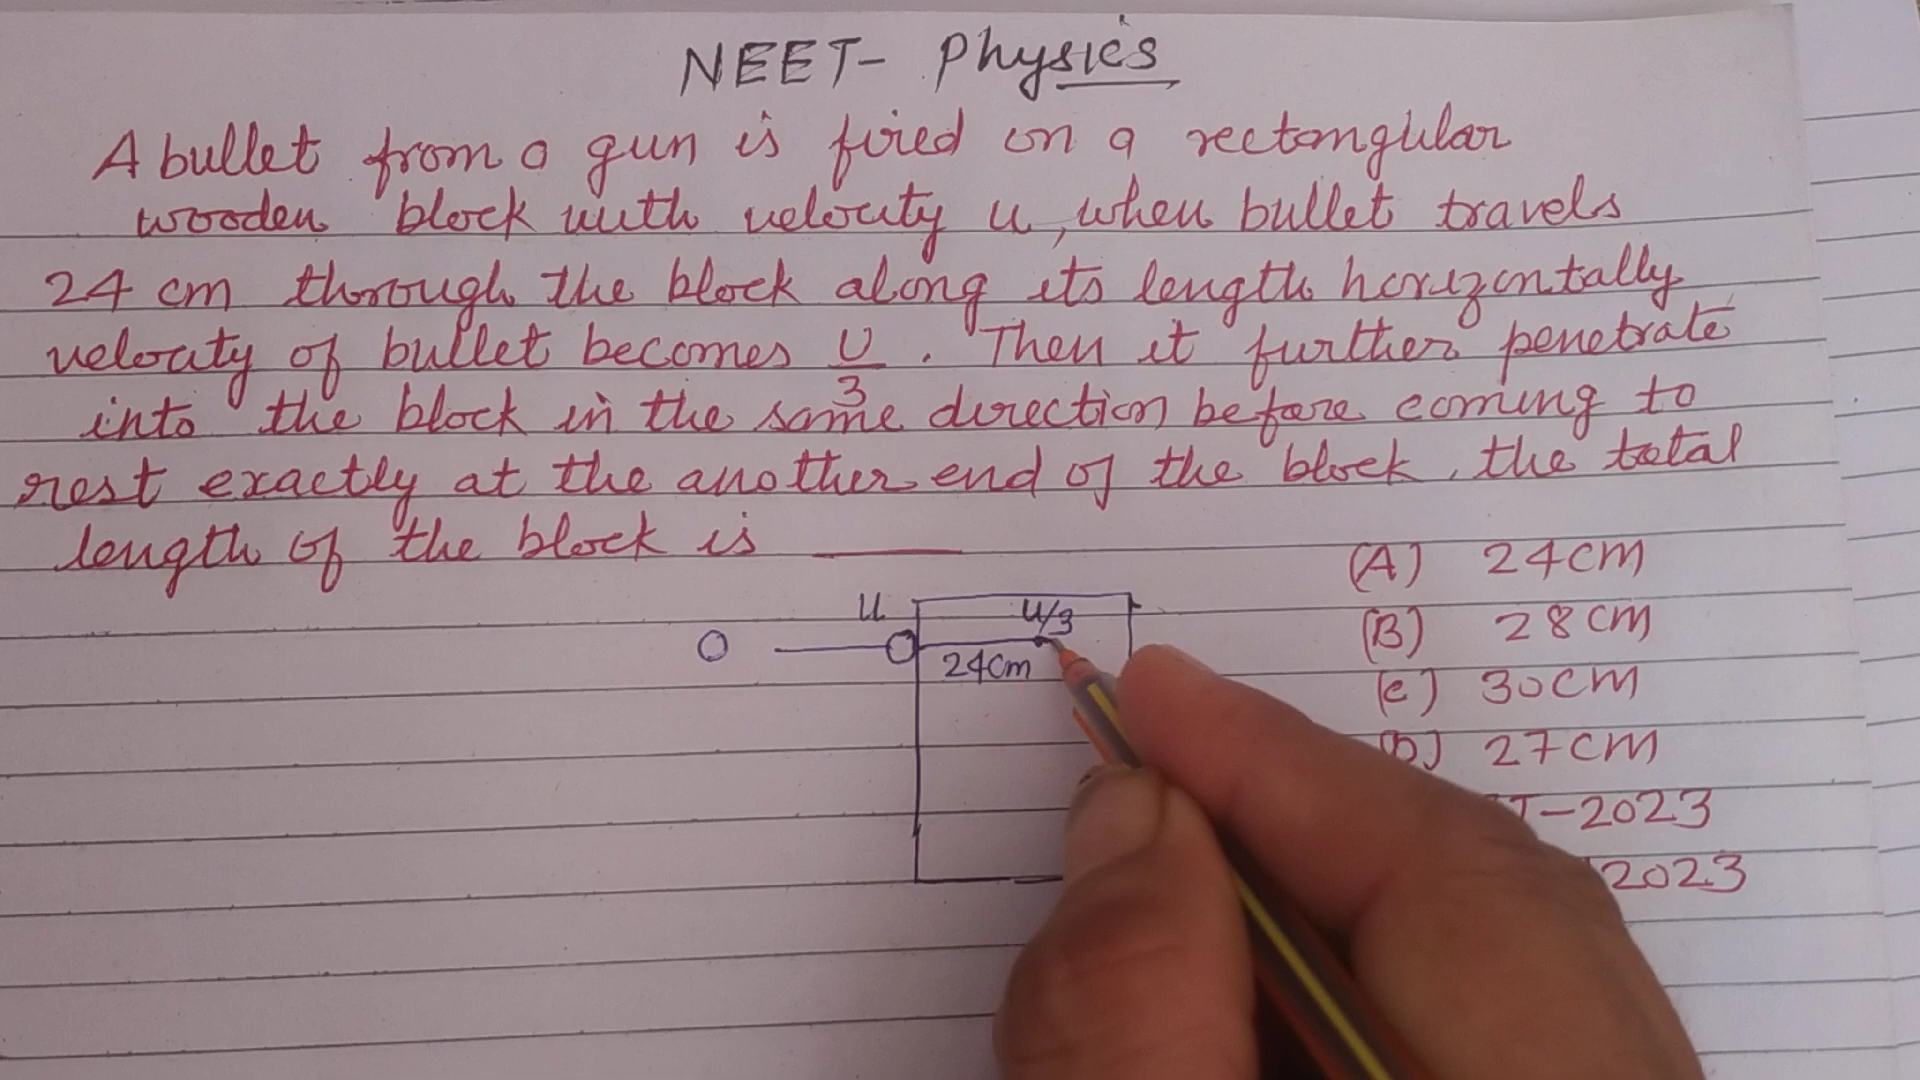 NEET- Physics
A bullet from a gun is fired on a rectangular
wooden block with velocity u, when bullet travels
24 cm through the block along its length horizontally
velocity of bullet becomes U/3. Then it further penetrate
into the block in the same direction before coming to
rest exactly at the another end of the block, the total
length of the block is ____
(A) 24cm
(B) 28cm
(C) 30cm
(D) 27cm
T-2023
2023
u
u/3
24cm